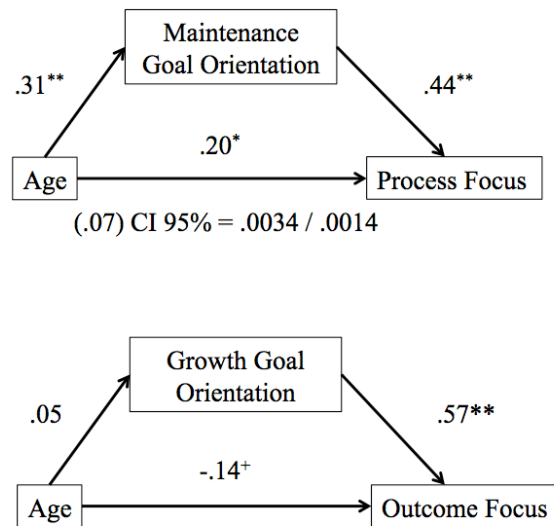 Maintenance
Goal Orientation
.31**
.44**
.20*
Age
Process Focus
(.07) CI 95% = .0034 / .0014
Growth Goal
Orientation
.05
.57**
-.14+
Age
Outcome Focus